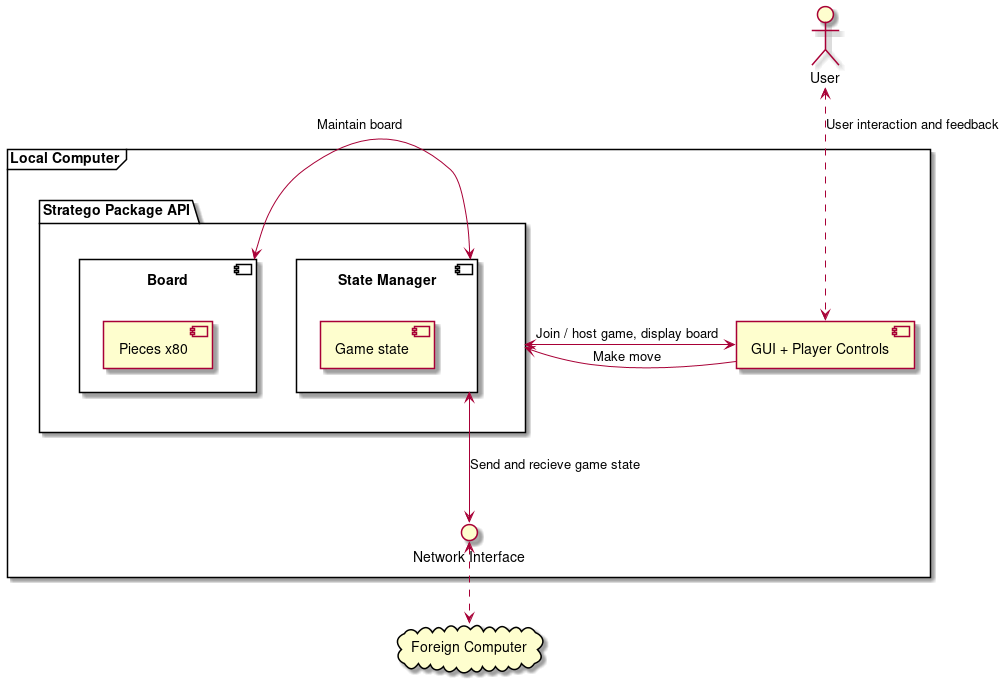 User
User interaction and feedback
Maintain board
Local Computer
Stratego Package API
Board
State Manager
Pieces x80
Game state
Join / host game, display board
Make move
GUI + Player Controls
Send and recieve game state
Network Interface
Foreign Computer